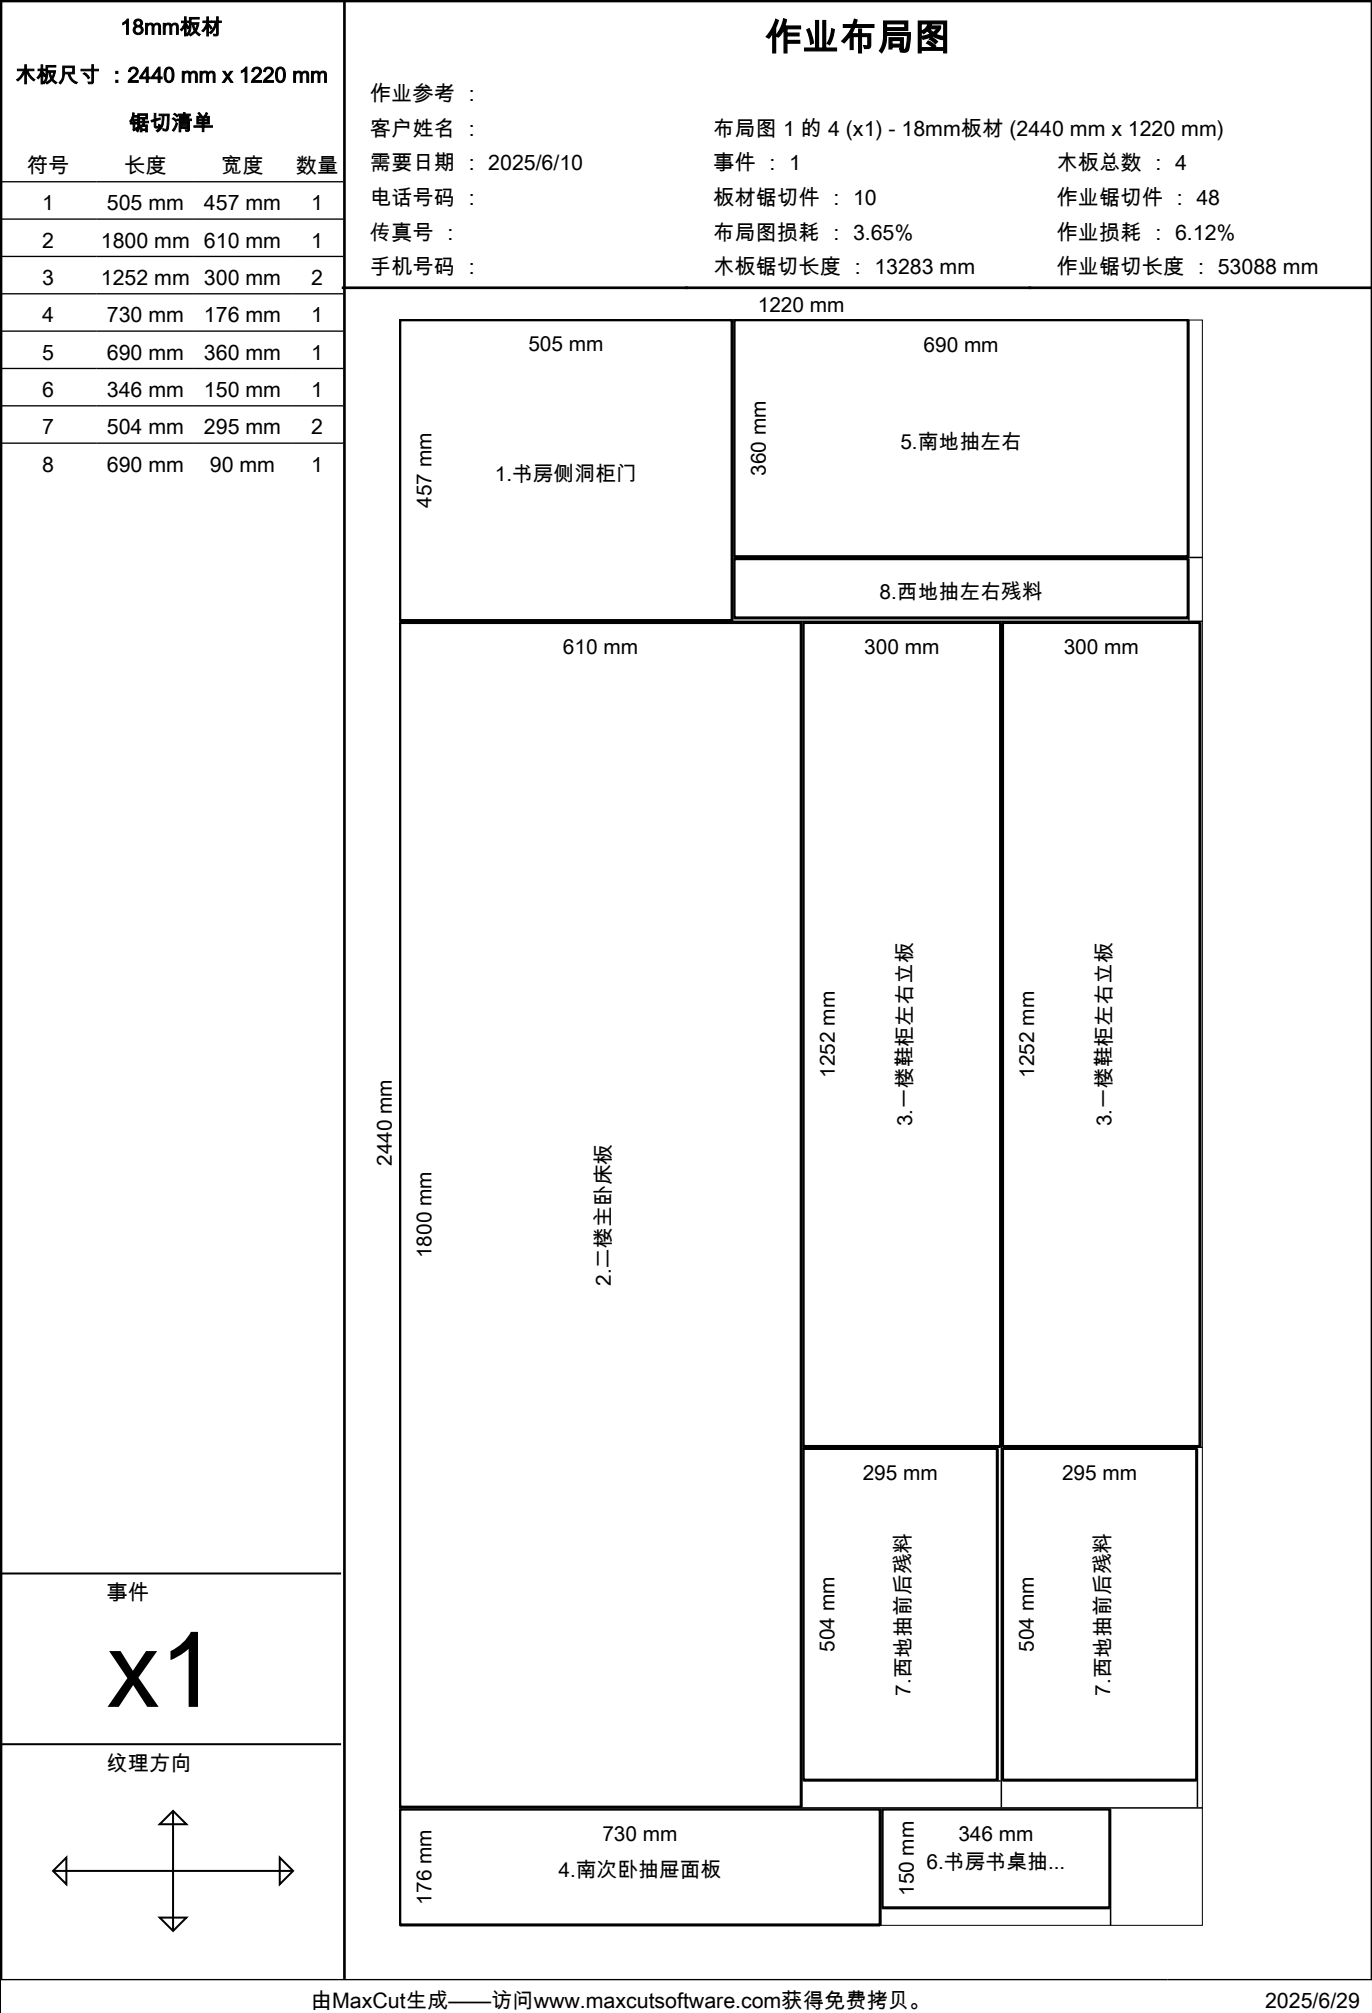 18mm板材
木板尺寸 : 2440 mm x 1220 mm
锯切清单
符号 长度 宽度 数量
1 505 mm 457 mm 1
2 1800 mm 610 mm 1
3 1252 mm 300 mm 2
4 730 mm 176 mm 1
5 690 mm 360 mm 1
6 346 mm 150 mm 1
7 504 mm 295 mm 2
8 690 mm 90 mm 1
事件
x1
纹理方向
作业布局图
作业参考 :
客户姓名 : 布局图 1 的 4 (x1) - 18mm板材 (2440 mm x 1220 mm)
需要日期 : 2025/6/10 事件 : 1 木板总数 : 4
电话号码 : 板材锯切件 : 10 作业锯切件 : 48
传真号 : 布局图损耗 : 3.65% 作业损耗 : 6.12%
手机号码 : 木板锯切长度 : 13283 mm 作业锯切长度 : 53088 mm
1220 mm
2440 mm
505 mm
457 mm
1.书房侧洞柜门
690 mm
360 mm
5.南地抽左右
8.西地抽左右残料
610 mm
1800 mm
2.二楼主卧床板
300 mm
1252 mm
3.一楼鞋柜左右立板
300 mm
1252 mm
3.一楼鞋柜左右立板
295 mm
504 mm
7.西地抽前后残料
295 mm
504 mm
7.西地抽前后残料
730 mm
176 mm
4.南次卧抽屉面板
346 mm
150 mm
6.书房书桌抽...
由MaxCut生成——访问www.maxcutsoftware.com获得免费拷贝。
2025/6/29